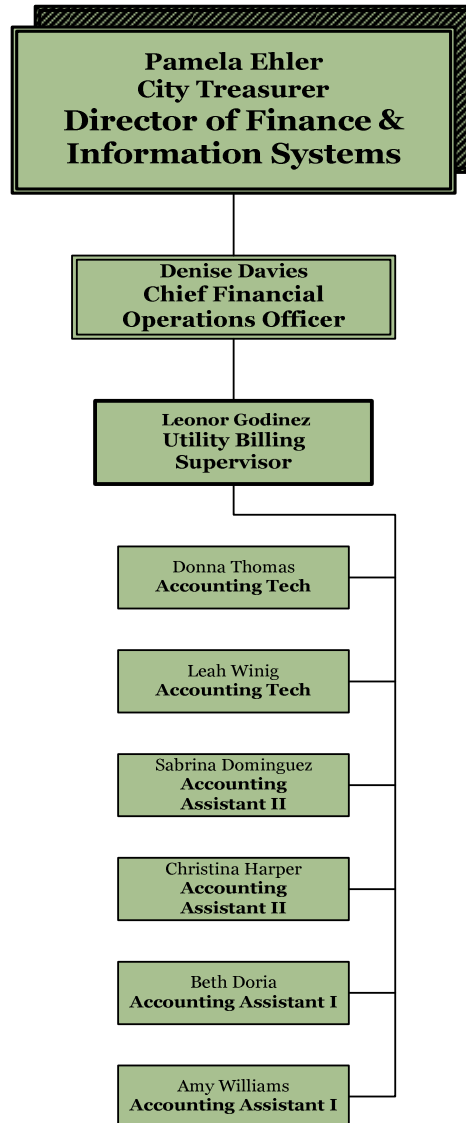 Pamela Ehler
City Treasurer
Director of Finance &
Information Systems
Denise Davies
Chief Financial
Operations Officer
Leonor Godinez
Utility Billing
Supervisor
Donna Thomas
Accounting Tech
Leah Winig
Accounting Tech
Sabrina Dominguez
Accounting
Assistant II
Christina Harper
Accounting
Assistant II
Beth Doria
Accounting Assistant I
Amy Williams
Accounting Assistant I